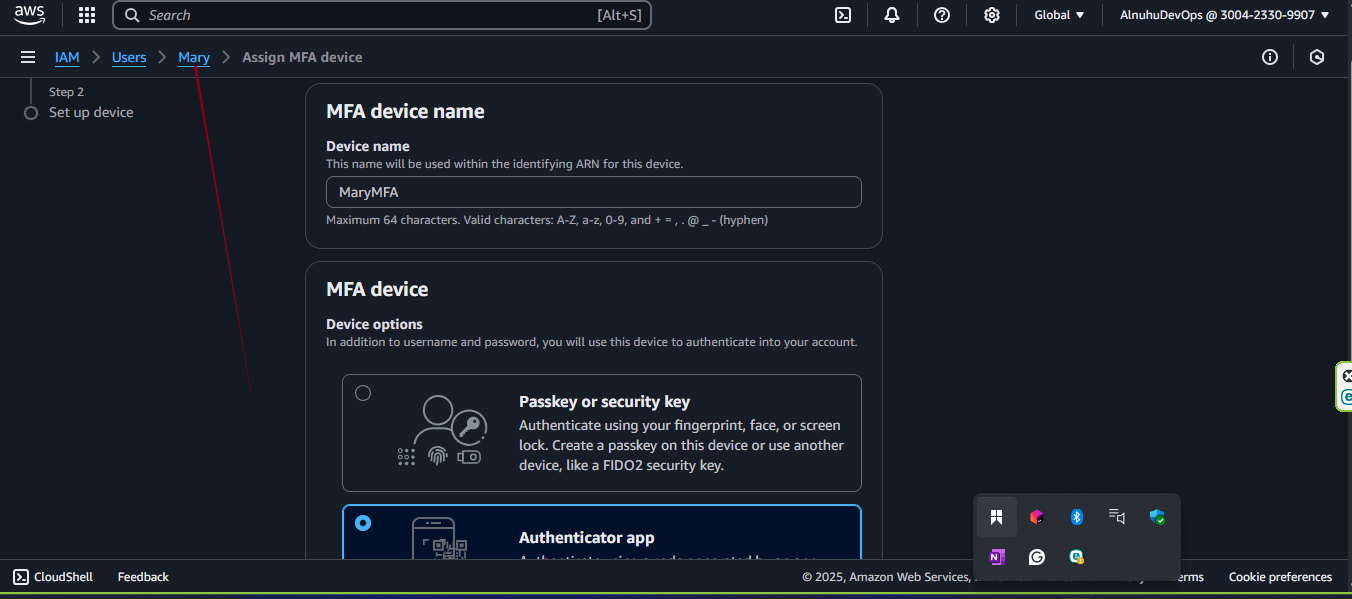 aws
Search [Alt+S]
Global AlnuhuDevOps @ 3004-2330-9907
IAM Users Mary Assign MFA device
Step 2
Set up device
MFA device name
Device name
This name will be used within the identifying ARN for this device.
MaryMFA
Maximum 64 characters. Valid characters: A-Z, a-z, 0-9, and + = , . @ _ - (hyphen)
MFA device
Device options
In addition to username and password, you will use this device to authenticate into your account.
Passkey or security key
Authenticate using your fingerprint, face, or screen
lock. Create a passkey on this device or use another
device, like a FIDO2 security key.
Authenticator app
CloudShell Feedback © 2025, Amazon Web Services, Cookie preferences